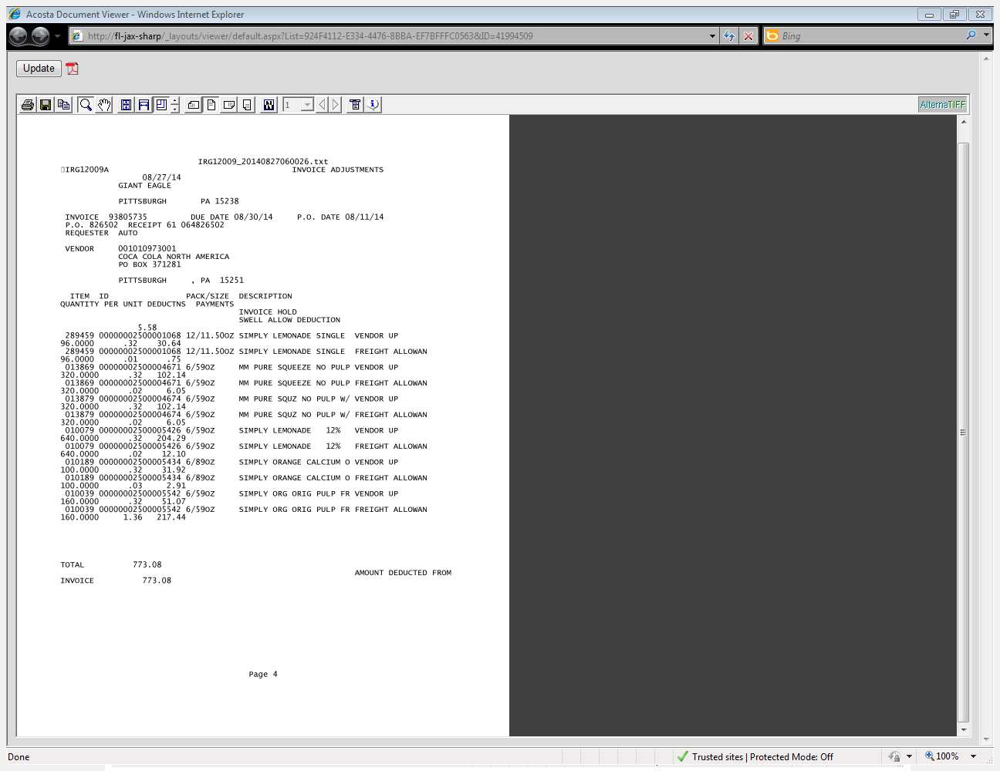 Acosta Document Viewer - Windows Internet Explorer
http://fl-jax-sharp/_layouts/viewer/default.aspx?List=924F4112-E334-4476-8BBA-EF7BFFFC0563&ID=41994509
Bing
Update
1
AlternaTIFF
IRG12009_20140827060026.txt
IRG12009A INVOICE ADJUSTMENTS
08/27/14
GIANT EAGLE
PITTSBURGH PA 15238
INVOICE 93805735 DUE DATE 08/30/14 P.O. DATE 08/11/14
P.O. 826502 RECEIPT 61 064826502
REQUESTER AUTO
VENDOR 001010973001
COCA COLA NORTH AMERICA
PO BOX 371281
PITTSBURGH , PA 15251
ITEM ID PACK/SIZE DESCRIPTION
QUANTITY PER UNIT DEDUCTNS PAYMENTS
INVOICE HOLD
SWELL ALLOW DEDUCTION
5.58
289459 00000002500001068 12/11.50OZ SIMPLY LEMONADE SINGLE VENDOR UP
96.0000 .32 30.64
289459 00000002500001068 12/11.50OZ SIMPLY LEMONADE SINGLE FREIGHT ALLOWAN
96.0000 .01 .75
013869 00000002500004671 6/59OZ MM PURE SQUEEZE NO PULP VENDOR UP
320.0000 .32 102.14
013869 00000002500004671 6/59OZ MM PURE SQUEEZE NO PULP FREIGHT ALLOWAN
320.0000 .02 6.05
013879 00000002500004674 6/59OZ MM PURE SQUZ NO PULP W/ VENDOR UP
320.0000 .32 102.14
013879 00000002500004674 6/59OZ MM PURE SQUZ NO PULP W/ FREIGHT ALLOWAN
320.0000 .02 6.05
010079 00000002500005426 6/59OZ SIMPLY LEMONADE 12% VENDOR UP
640.0000 .32 204.29
010079 00000002500005426 6/59OZ SIMPLY LEMONADE 12% FREIGHT ALLOWAN
640.0000 .02 12.10
010189 00000002500005434 6/89OZ SIMPLY ORANGE CALCIUM O VENDOR UP
100.0000 .32 31.92
010189 00000002500005434 6/89OZ SIMPLY ORANGE CALCIUM O FREIGHT ALLOWAN
100.0000 .03 2.91
010039 00000002500005542 6/59OZ SIMPLY ORG ORIG PULP FR VENDOR UP
160.0000 .32 51.07
010039 00000002500005542 6/59OZ SIMPLY ORG ORIG PULP FR FREIGHT ALLOWAN
160.0000 1.36 217.44
TOTAL 773.08
AMOUNT DEDUCTED FROM
INVOICE 773.08
Page 4
Done
Trusted sites | Protected Mode: Off
100%